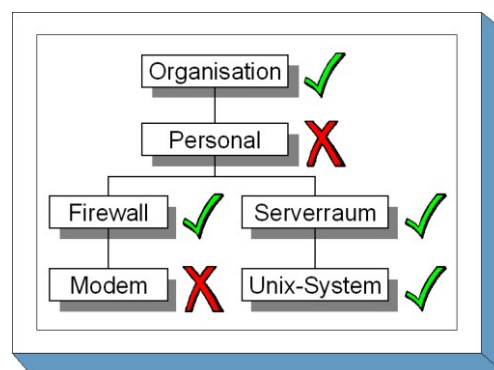 Organisation
Personal
Firewall
Serverraum
Modem
Unix-System